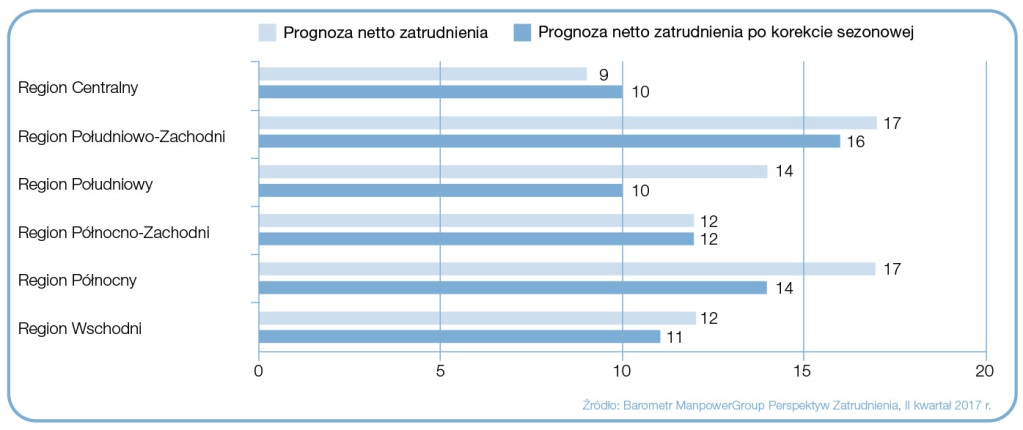 Prognoza netto zatrudnienia
Prognoza netto zatrudnienia po korekcie sezonowej
Region Centralny
9
10
Region Południowo-Zachodni
17
16
Region Południowy
14
10
Region Północno-Zachodni
12
12
Region Północny
17
14
Region Wschodni
12
11
0 5 10 15 20
Źródło: Barometr ManpowerGroup Perspektyw Zatrudnienia, II kwartał 2017 r.